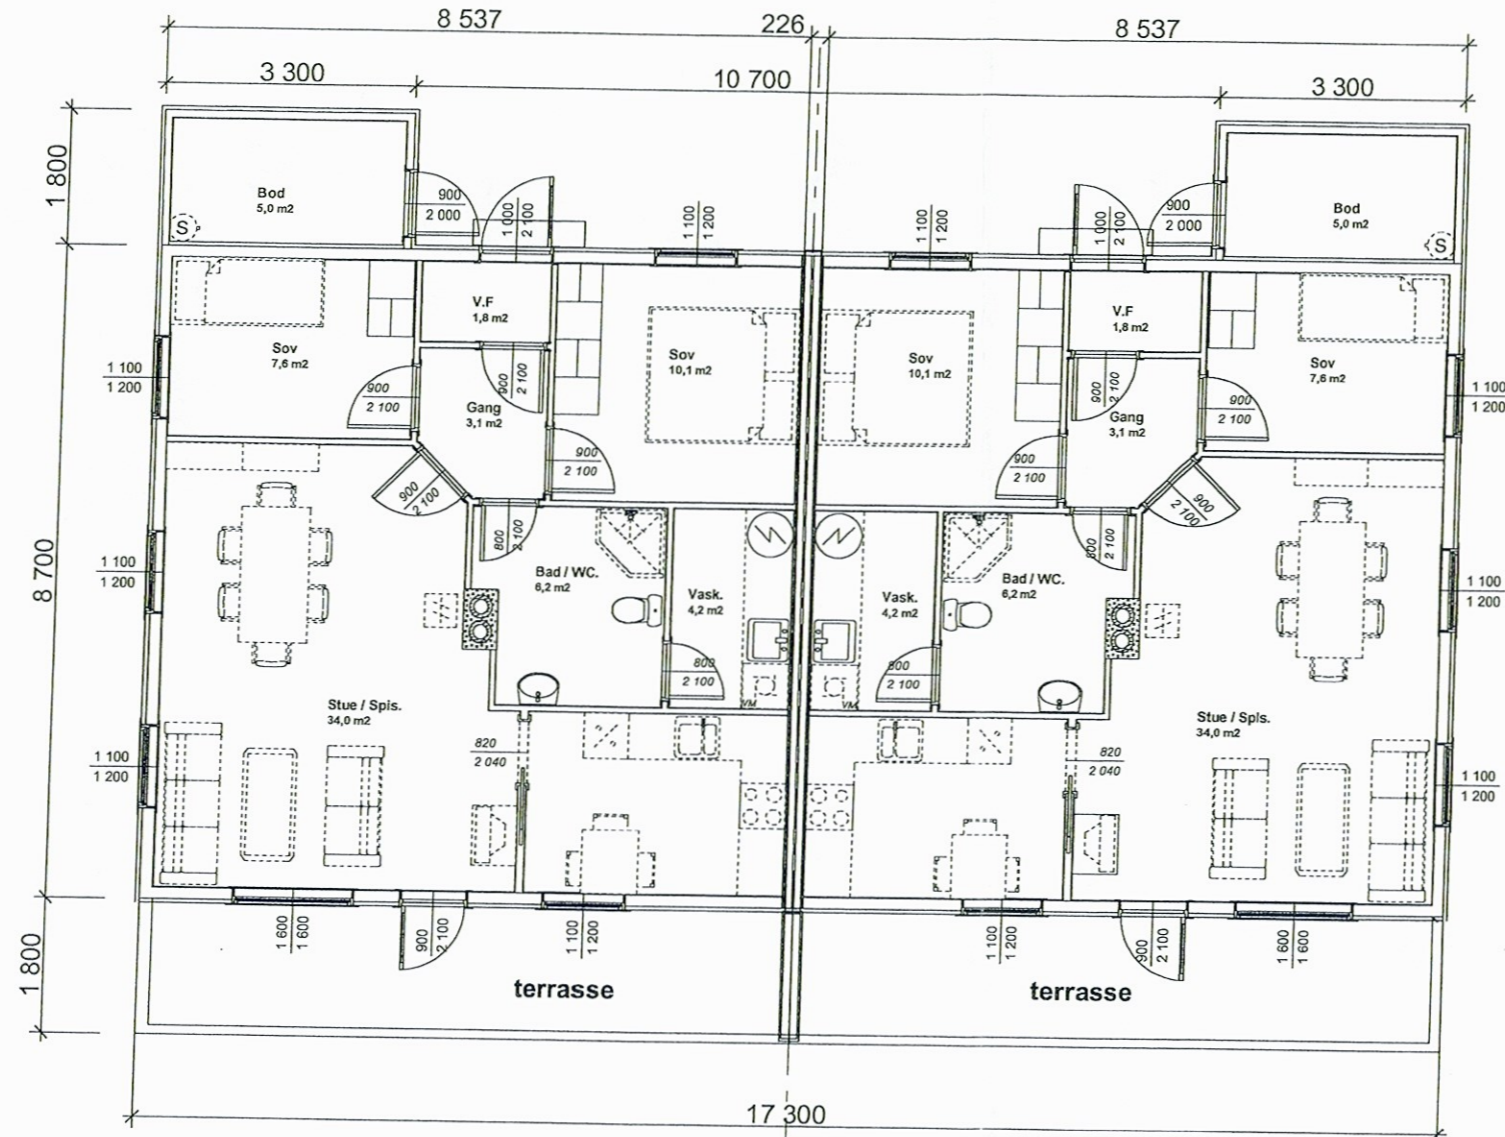 8 537
226
8 537
3 300
10 700
3 300
1 800
Bod
5,0 m2
S
900
2 000
1 000
2 100
1 100
1 200
1 100
1 200
1 000
2 100
900
2 000
Bod
5,0 m2
S
V.F
1,8 m2
V.F
1,8 m2
Sov
7,6 m2
Sov
10,1 m2
Sov
10,1 m2
Sov
7,6 m2
1 100
1 200
900
2 100
900
2 100
900
2 100
900
2 100
1 100
1 200
Gang
3,1 m2
Gang
3,1 m2
900
2 100
900
2 100
900
2 100
900
2 100
8 700
1 100
1 200
800
2 100
Bad / WC.
6,2 m2
Vask.
4,2 m2
Vask.
4,2 m2
Bad / WC.
6,2 m2
800
2 100
1 100
1 200
800
2 100
800
2 100
VM
VM
Stue / Spis.
34,0 m2
Stue / Spis.
34,0 m2
1 100
1 200
820
2 040
820
2 040
1 100
1 200
1 600
1 600
900
2 100
1 100
1 200
1 100
1 200
900
2 100
1 600
1 600
1 800
terrasse
terrasse
17 300